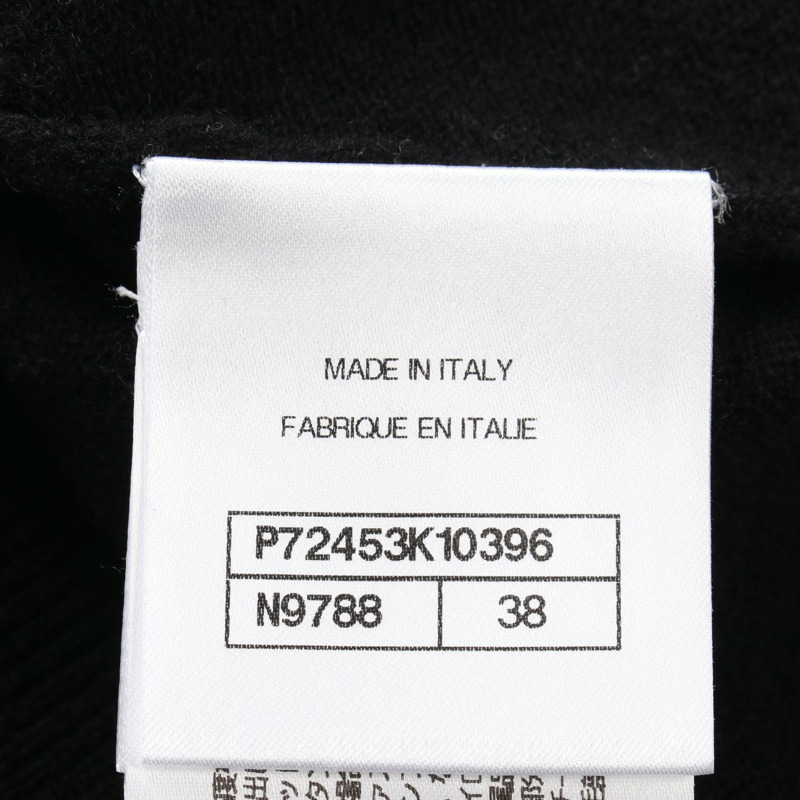 MADE IN ITALY
FABRIQUE EN ITALIE
P72453K10396
N9788 38